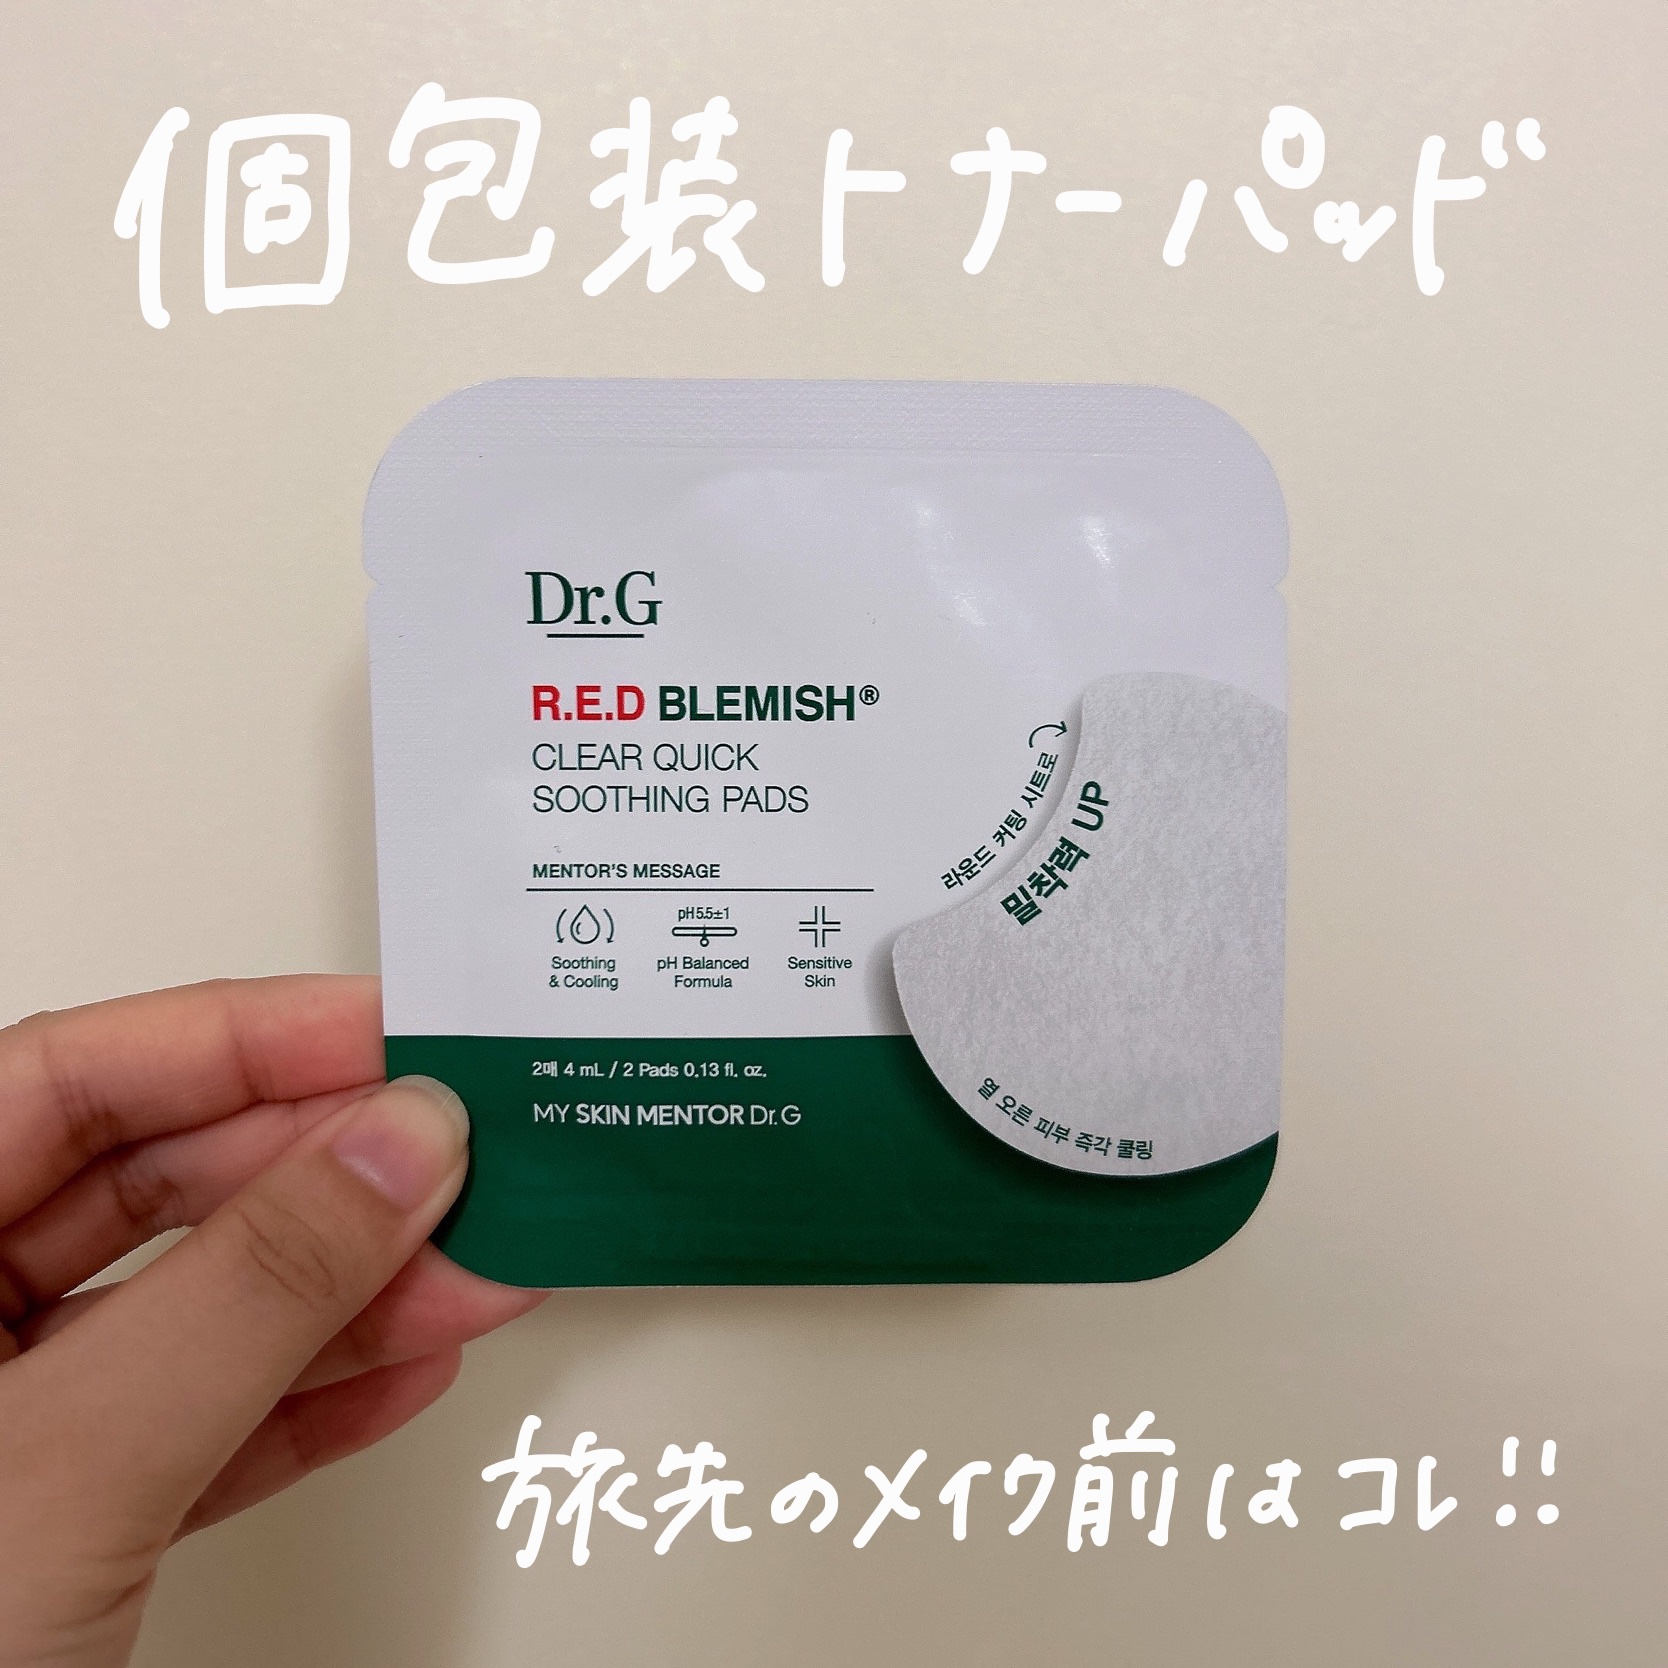 個包装トナーパッド
Dr.G
R.E.D BLEMISH®
CLEAR QUICK
SOOTHING PADS
MENTOR'S MESSAGE
Soothing
& Cooling
pH5.5±1
pH Balanced
Formula
Sensitive
Skin
라운드 커팅 시트로
밀착력 UP
열 오른 피부 즉각 쿨링
2매 4 mL / 2 Pads 0.13 fl. oz.
MY SKIN MENTOR Dr.G
旅先のメイク前はコレ!!